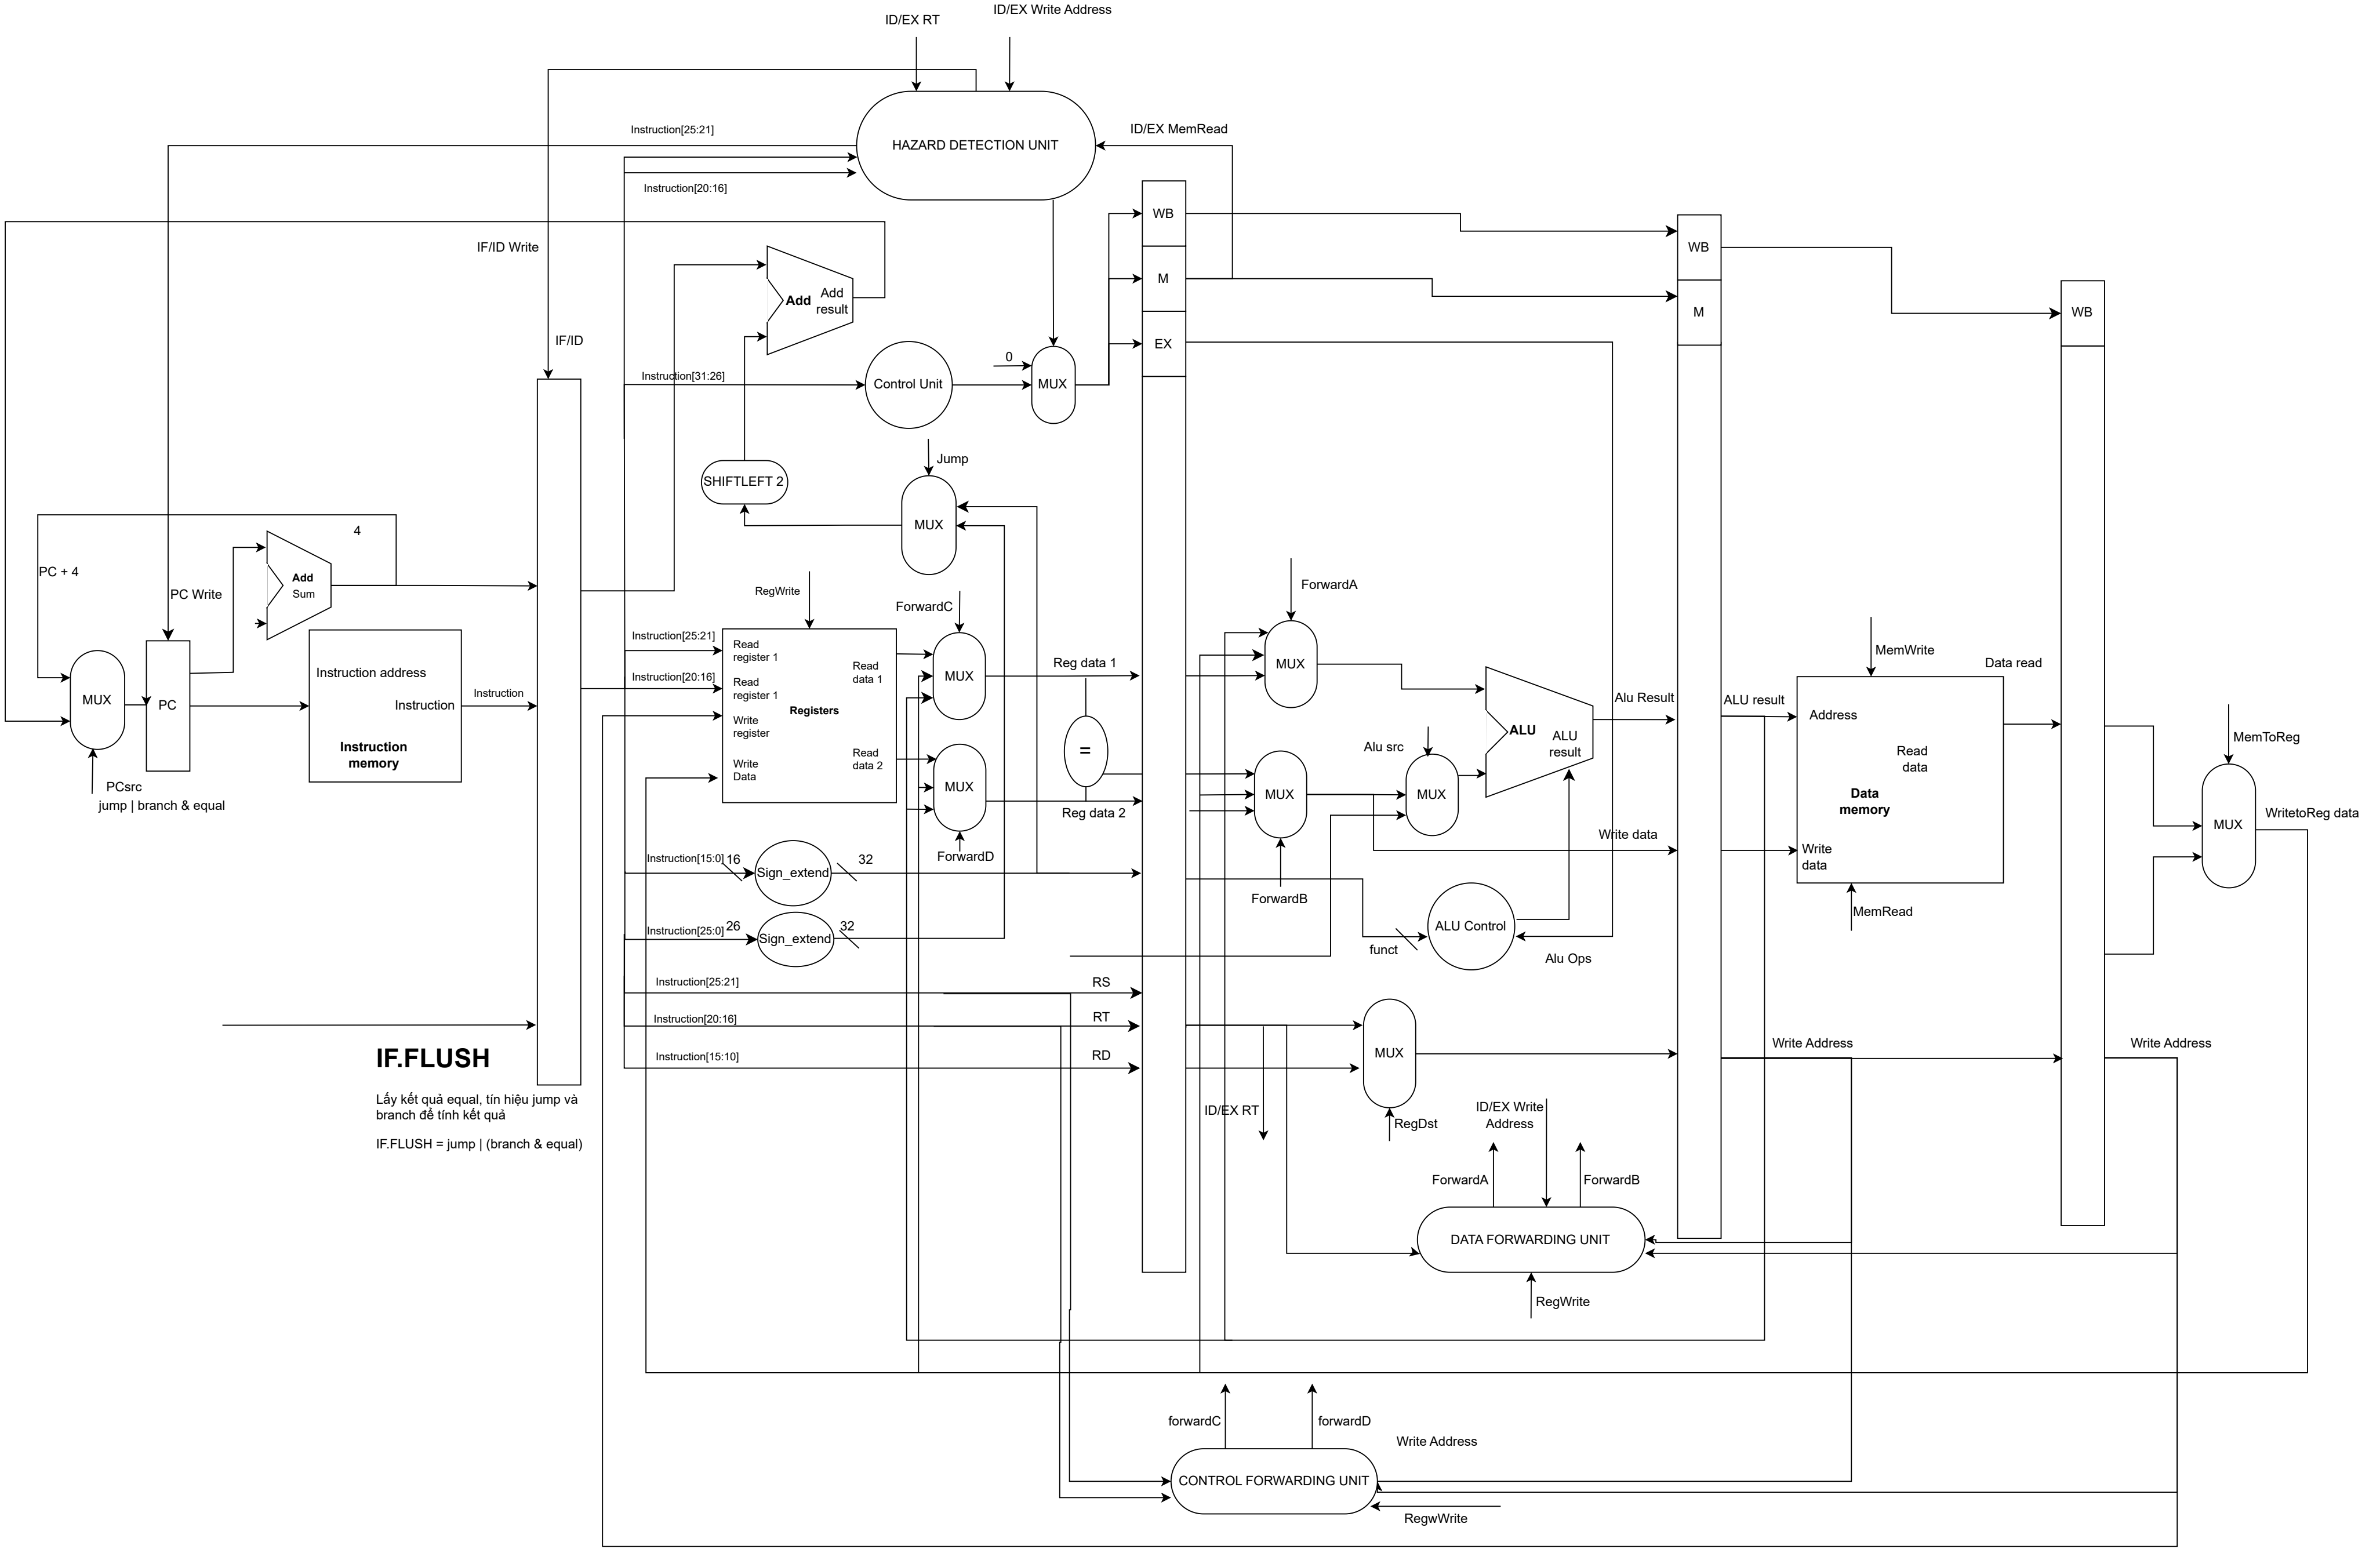 ID/EX Write Address
ID/EX RT
Instruction[25:21]
ID/EX MemRead
HAZARD DETECTION UNIT
Instruction[20:16]
WB
IF/ID Write
WB
M
Add
Add
result
M
WB
IF/ID
EX
0
Instruction[31:26]
Control Unit
MUX
Jump
SHIFTLEFT 2
MUX
4
PC + 4
Add
Sum
PC Write
RegWrite
ForwardC
ForwardA
Instruction[25:21]
Read
register 1
Read
data 1
MUX
Reg data 1
MUX
MemWrite
Data read
Instruction address
Instruction[20:16]
Read
register 1
Registers
Write
register
Instruction
Instruction
MUX
PC
Alu Result
ALU result
Address
ALU
ALU
result
Instruction
memory
Write
Data
Read
data 2
=
Alu src
Read
data
MemToReg
PCsrc
jump | branch & equal
MUX
Reg data 2
MUX
MUX
Data
memory
WritetoReg data
MUX
Write data
Write
data
Instruction[15:0]
16
Sign_extend
32
ForwardD
ForwardB
MemRead
Instruction[25:0]
26
Sign_extend
32
ALU Control
funct
Alu Ops
Instruction[25:21]
RS
Instruction[20:16]
RT
Instruction[15:10]
RD
MUX
Write Address
Write Address
IF.FLUSH
Lấy kết quả equal, tín hiệu jump và
branch để tính kết quả
IF.FLUSH = jump | (branch & equal)
ID/EX RT
RegDst
ID/EX Write
Address
ForwardA
ForwardB
DATA FORWARDING UNIT
RegWrite
forwardC
forwardD
Write Address
CONTROL FORWARDING UNIT
RegwWrite